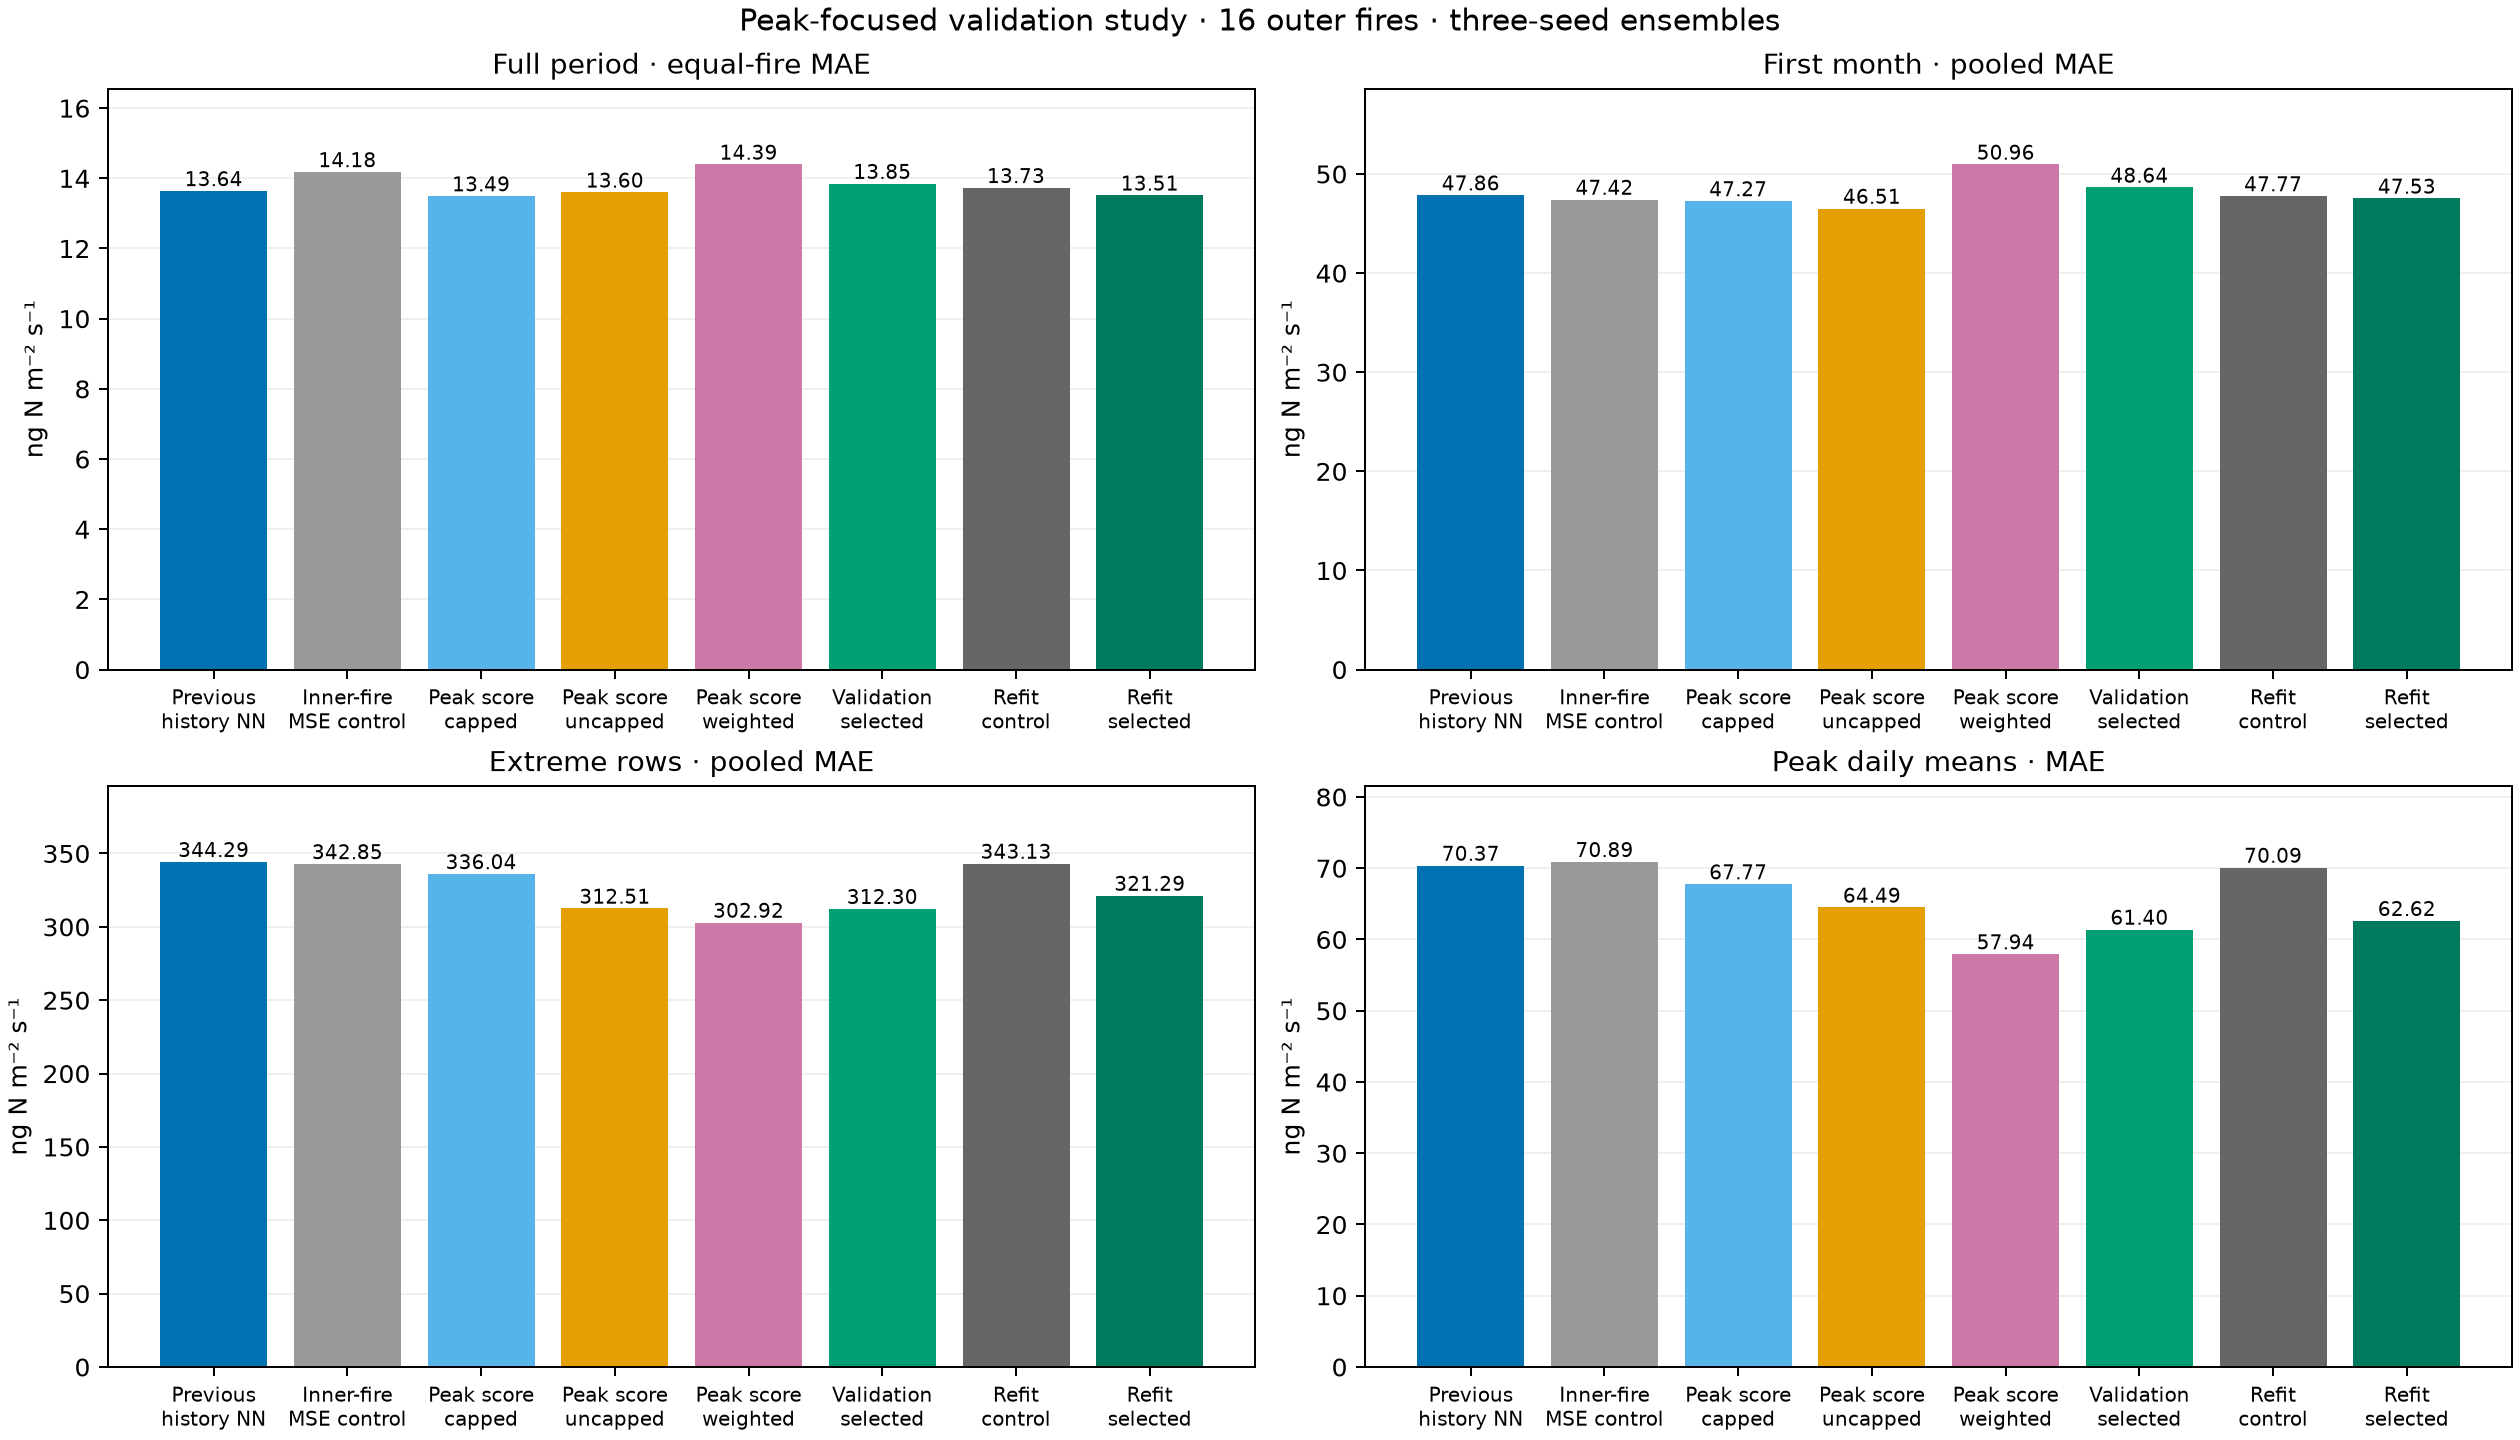 Peak-focused validation study · 16 outer fires · three-seed ensembles
Full period · equal-fire MAE
ng N m⁻² s⁻¹
16
14
12
10
8
6
4
2
0
13.64
14.18
13.49
13.60
14.39
13.85
13.73
13.51
Previous
history NN
Inner-fire
MSE control
Peak score
capped
Peak score
uncapped
Peak score
weighted
Validation
selected
Refit
control
Refit
selected
First month · pooled MAE
ng N m⁻² s⁻¹
50
40
30
20
10
0
47.86
47.42
47.27
46.51
50.96
48.64
47.77
47.53
Previous
history NN
Inner-fire
MSE control
Peak score
capped
Peak score
uncapped
Peak score
weighted
Validation
selected
Refit
control
Refit
selected
Extreme rows · pooled MAE
ng N m⁻² s⁻¹
350
300
250
200
150
100
50
0
344.29
342.85
336.04
312.51
302.92
312.30
343.13
321.29
Previous
history NN
Inner-fire
MSE control
Peak score
capped
Peak score
uncapped
Peak score
weighted
Validation
selected
Refit
control
Refit
selected
Peak daily means · MAE
ng N m⁻² s⁻¹
80
70
60
50
40
30
20
10
0
70.37
70.89
67.77
64.49
57.94
61.40
70.09
62.62
Previous
history NN
Inner-fire
MSE control
Peak score
capped
Peak score
uncapped
Peak score
weighted
Validation
selected
Refit
control
Refit
selected